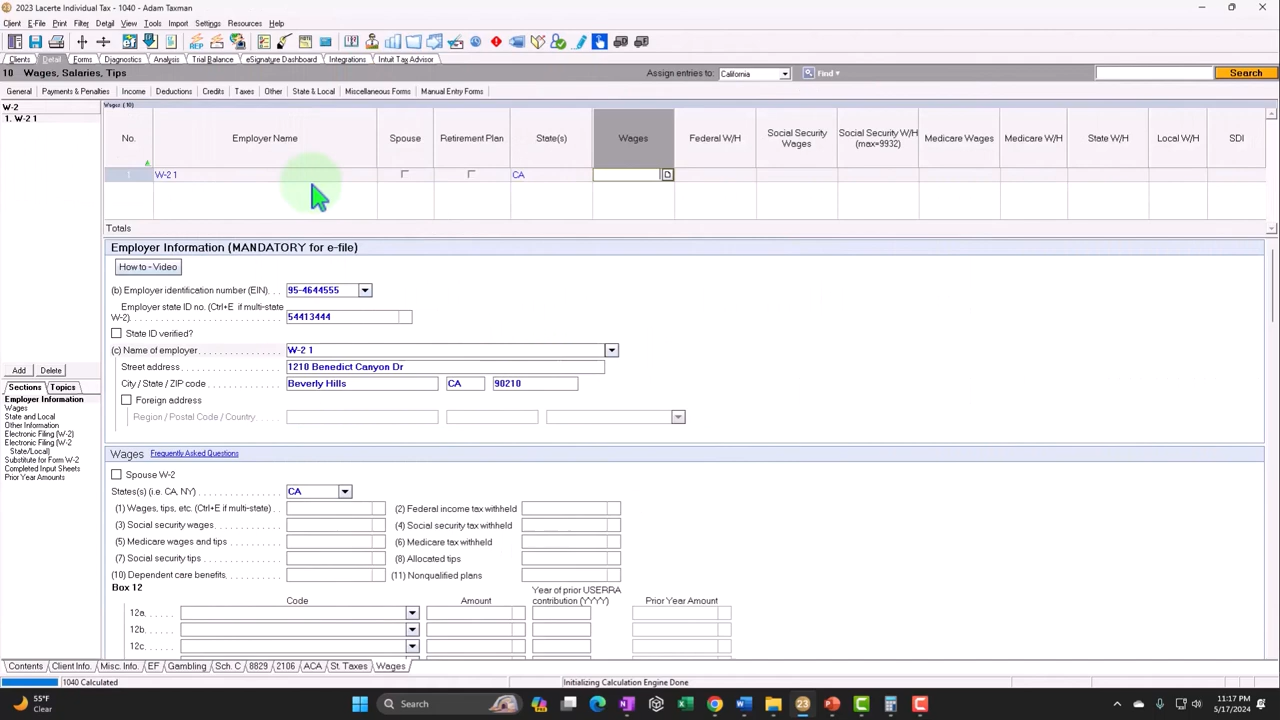 2023 Lacerte Individual Tax - 1040 - Adam Taxman
Client E-File Print Filter Detail View Tools Import Settings Resources Help
REP
Clients Detail Forms Diagnostics Analysis Trial Balance eSignature Dashboard Integrations Intuit Tax Advisor
10 Wages, Salaries, Tips Assign entries to: California Find Search
General Payments & Penalties Income Deductions Credits Taxes Other State & Local Miscellaneous Forms Manual Entry Forms
W-2 Wages (10)
1. W-2 1
No. Employer Name Spouse Retirement Plan State(s) Wages Federal W/H Social Security Wages Social Security W/H (max=9932) Medicare Wages Medicare W/H State W/H Local W/H SDI
1 W-2 1 CA
Totals
Employer Information (MANDATORY for e-file)
How to - Video
(b) Employer identification number (EIN). . . 95-4644555
Employer state ID no. (Ctrl+E if multi-state
W-2) 54413444
State ID verified?
(c) Name of employer W-2 1
Street address 1210 Benedict Canyon Dr
City / State / ZIP code Beverly Hills CA 90210
Foreign address
Region / Postal Code / Country
Add Delete
Sections Topics
Employer Information
Wages
State and Local
Other Information
Electronic Filing (W-2)
Electronic Filing (W-2
State/Local)
Substitute for Form W-2
Completed Input Sheets
Prior Year Amounts
Wages Frequently Asked Questions
Spouse W-2
States(s) (i.e. CA, NY) CA
(1) Wages, tips, etc. (Ctrl+E if multi-state) (2) Federal income tax withheld
(3) Social security wages (4) Social security tax withheld
(5) Medicare wages and tips (6) Medicare tax withheld
(7) Social security tips (8) Allocated tips
(10) Dependent care benefits (11) Nonqualified plans
Box 12 Year of prior USERRA
Code Amount contribution (YYYY) Prior Year Amount
12a
12b
12c
Contents Client Info. Misc. Info. EF Gambling Sch. C 8829 2106 ACA St. Taxes Wages
1040 Calculated Initializing Calculation Engine Done
55°F
Clear
Search
23
11:17 PM
5/17/2024